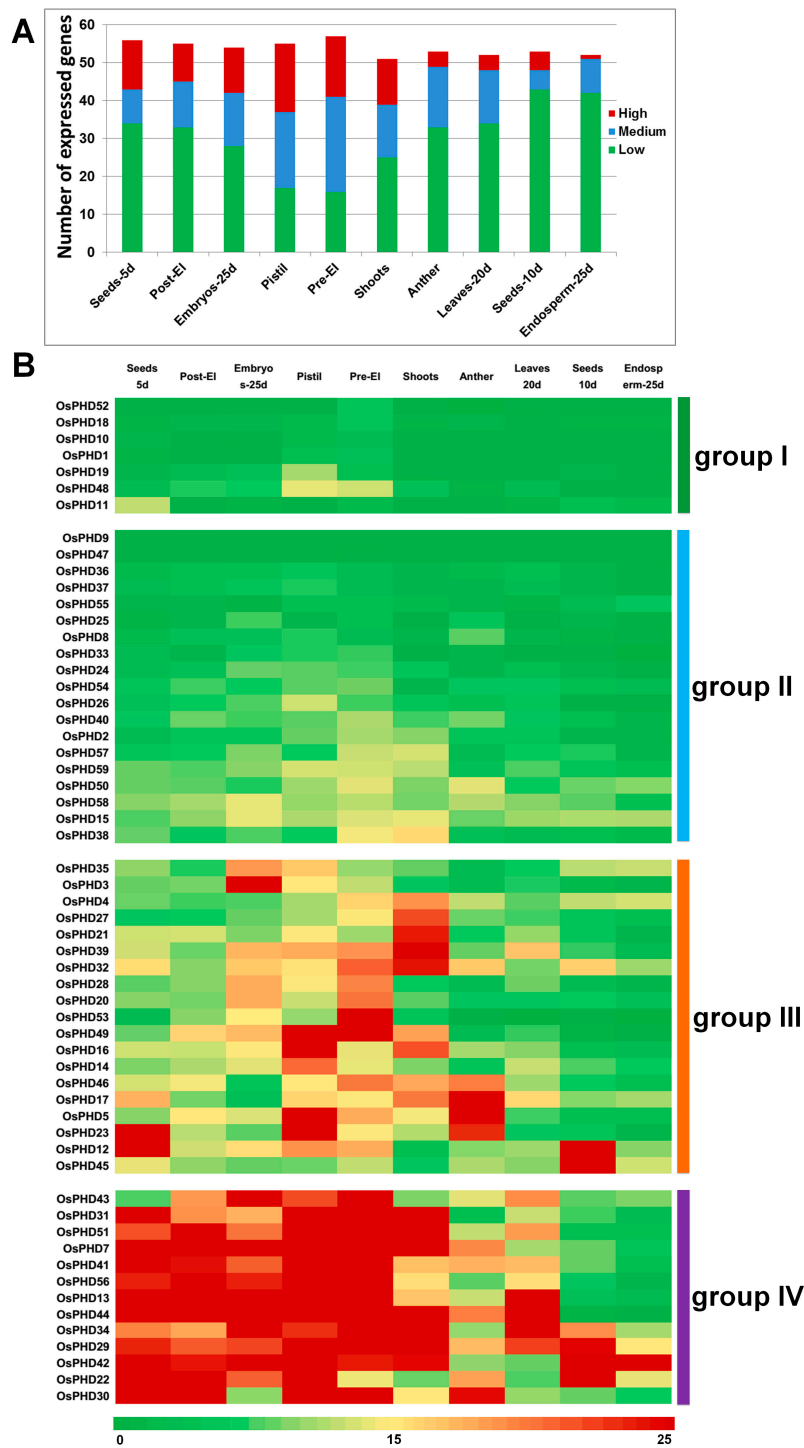 A
Number of expressed genes
60
50
40
30
20
10
0
High
Medium
Low
Seeds-5d
Post-EI
Embryos-25d
Pistil
Pre-EI
Shoots
Anther
Leaves-20d
Seeds-10d
Endosperm-25d
B
Seeds 5d
Post-EI
Embryo s-25d
Pistil
Pre-EI
Shoots
Anther
Leaves 20d
Seeds 10d
Endosp erm-25d
OsPHD52
OsPHD18
OsPHD10
OsPHD1
OsPHD19
OsPHD48
OsPHD11
group I
OsPHD9
OsPHD47
OsPHD36
OsPHD37
OsPHD55
OsPHD25
OsPHD8
OsPHD33
OsPHD24
OsPHD54
OsPHD26
OsPHD40
OsPHD2
OsPHD57
OsPHD59
OsPHD50
OsPHD58
OsPHD15
OsPHD38
group II
OsPHD35
OsPHD3
OsPHD4
OsPHD27
OsPHD21
OsPHD39
OsPHD32
OsPHD28
OsPHD20
OsPHD53
OsPHD49
OsPHD16
OsPHD14
OsPHD46
OsPHD17
OsPHD5
OsPHD23
OsPHD12
OsPHD45
group III
OsPHD43
OsPHD31
OsPHD51
OsPHD7
OsPHD41
OsPHD56
OsPHD13
OsPHD44
OsPHD34
OsPHD29
OsPHD42
OsPHD22
OsPHD30
group IV
0
15
25